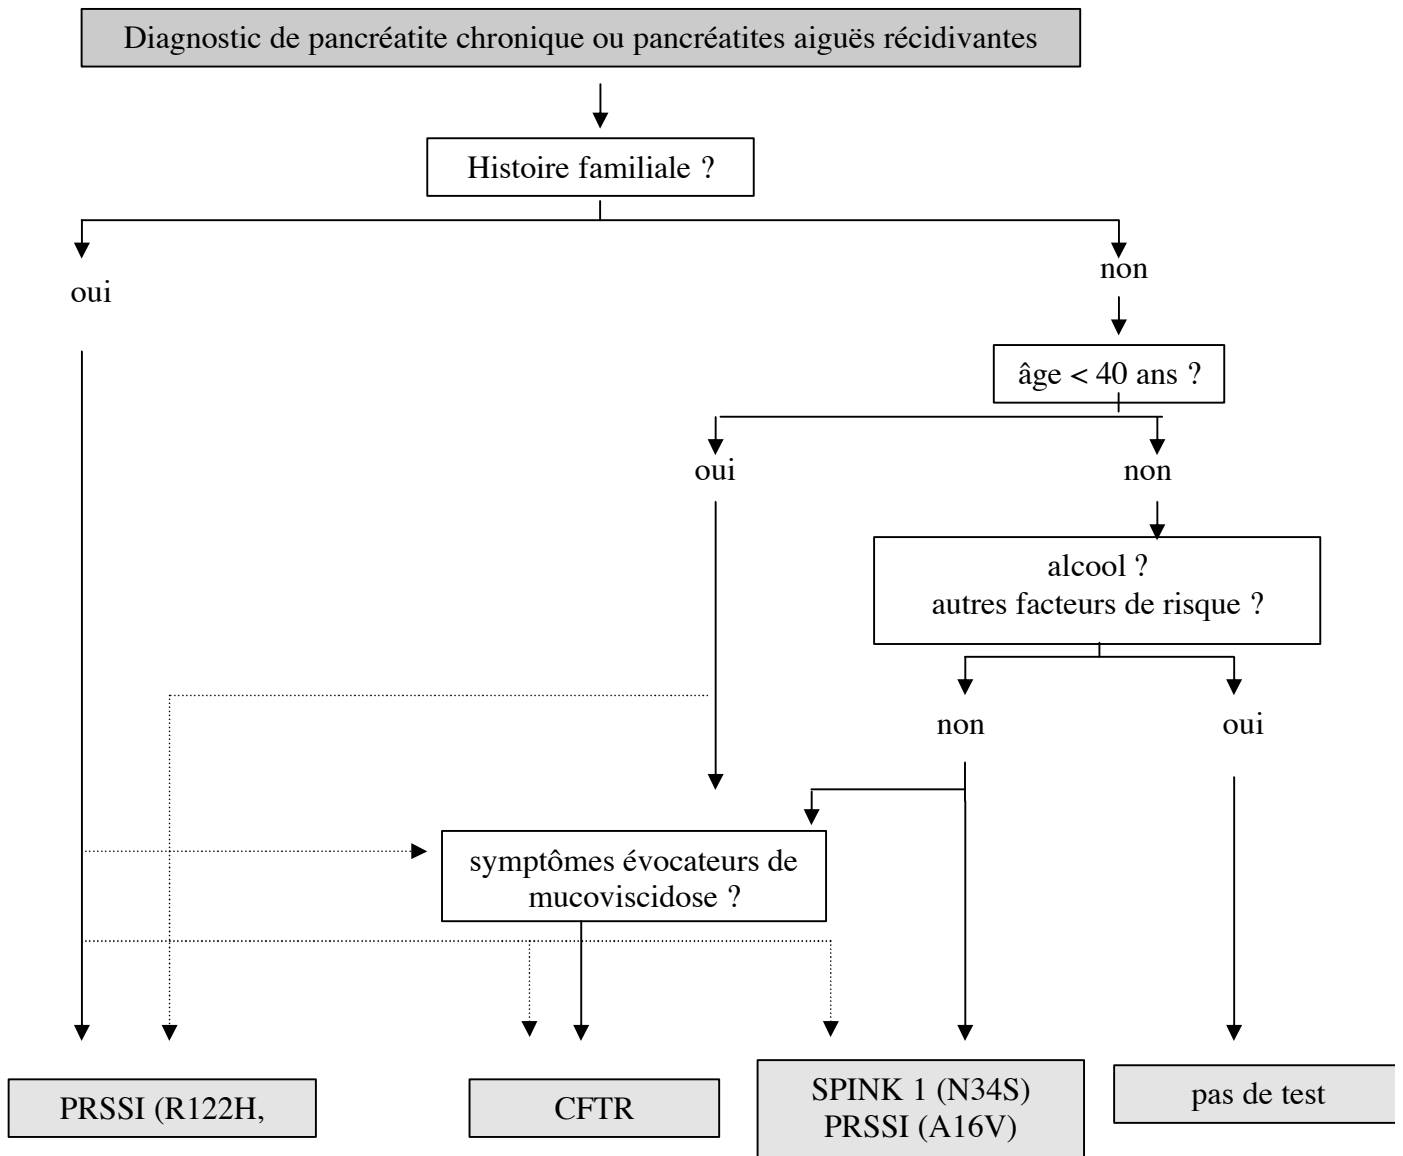 Diagnostic de pancréatite chronique ou pancréatites aiguës récidivantes
Histoire familiale ?
oui
non
âge < 40 ans ?
oui
non
alcool ?
autres facteurs de risque ?
non
oui
symptômes évocateurs de
mucoviscidose ?
PRSSI (R122H,
CFTR
SPINK 1 (N34S)
PRSSI (A16V)
pas de test